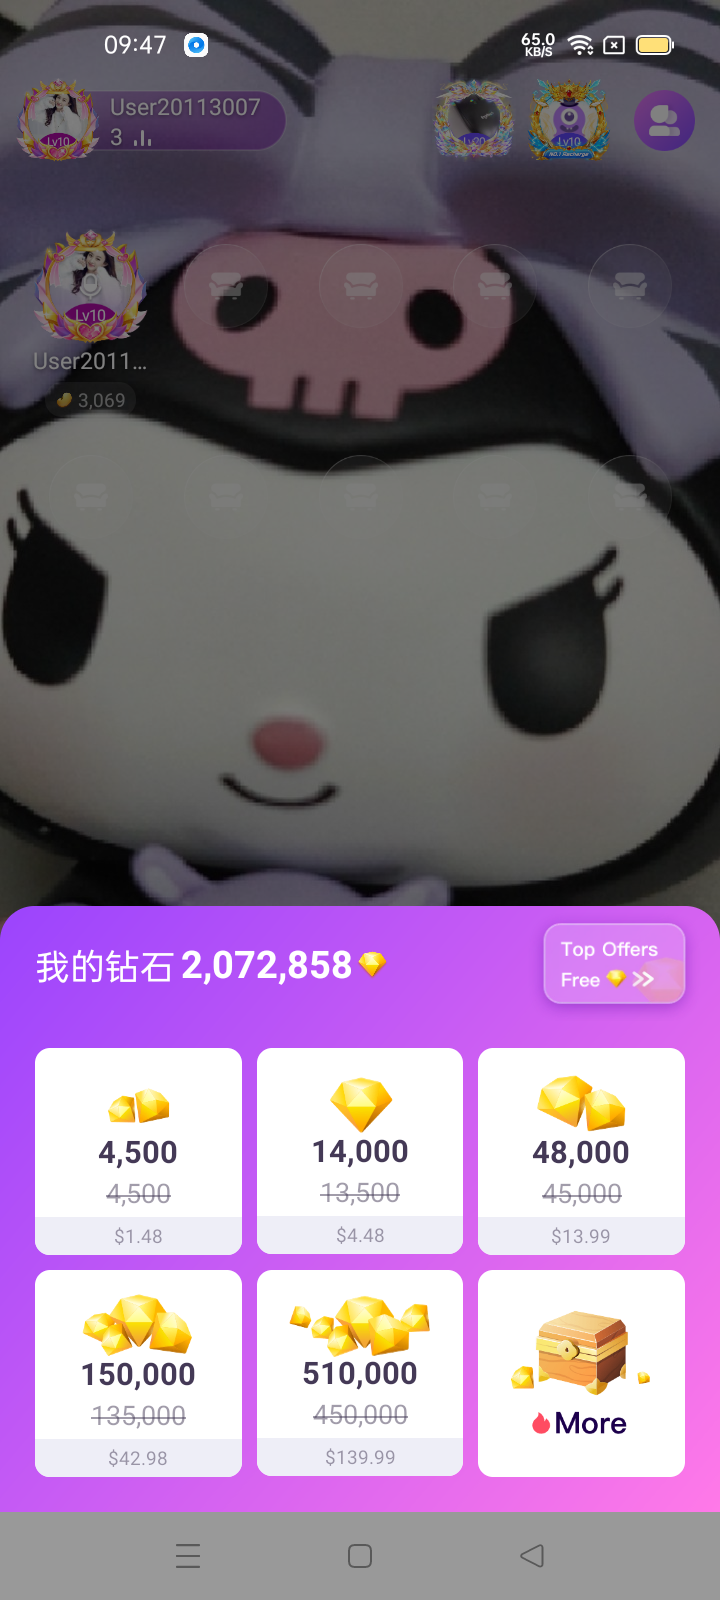 09:47
65.0
KB/S
User20113007
3
Lv10
Lv20
Lv10
NO.1 Recharge
Lv10
User2011...
3,069
我的钻石 2,072,858
Top Offers
Free
4,500
4,500
$1.48
14,000
13,500
$4.48
48,000
45,000
$13.99
150,000
135,000
$42.98
510,000
450,000
$139.99
More